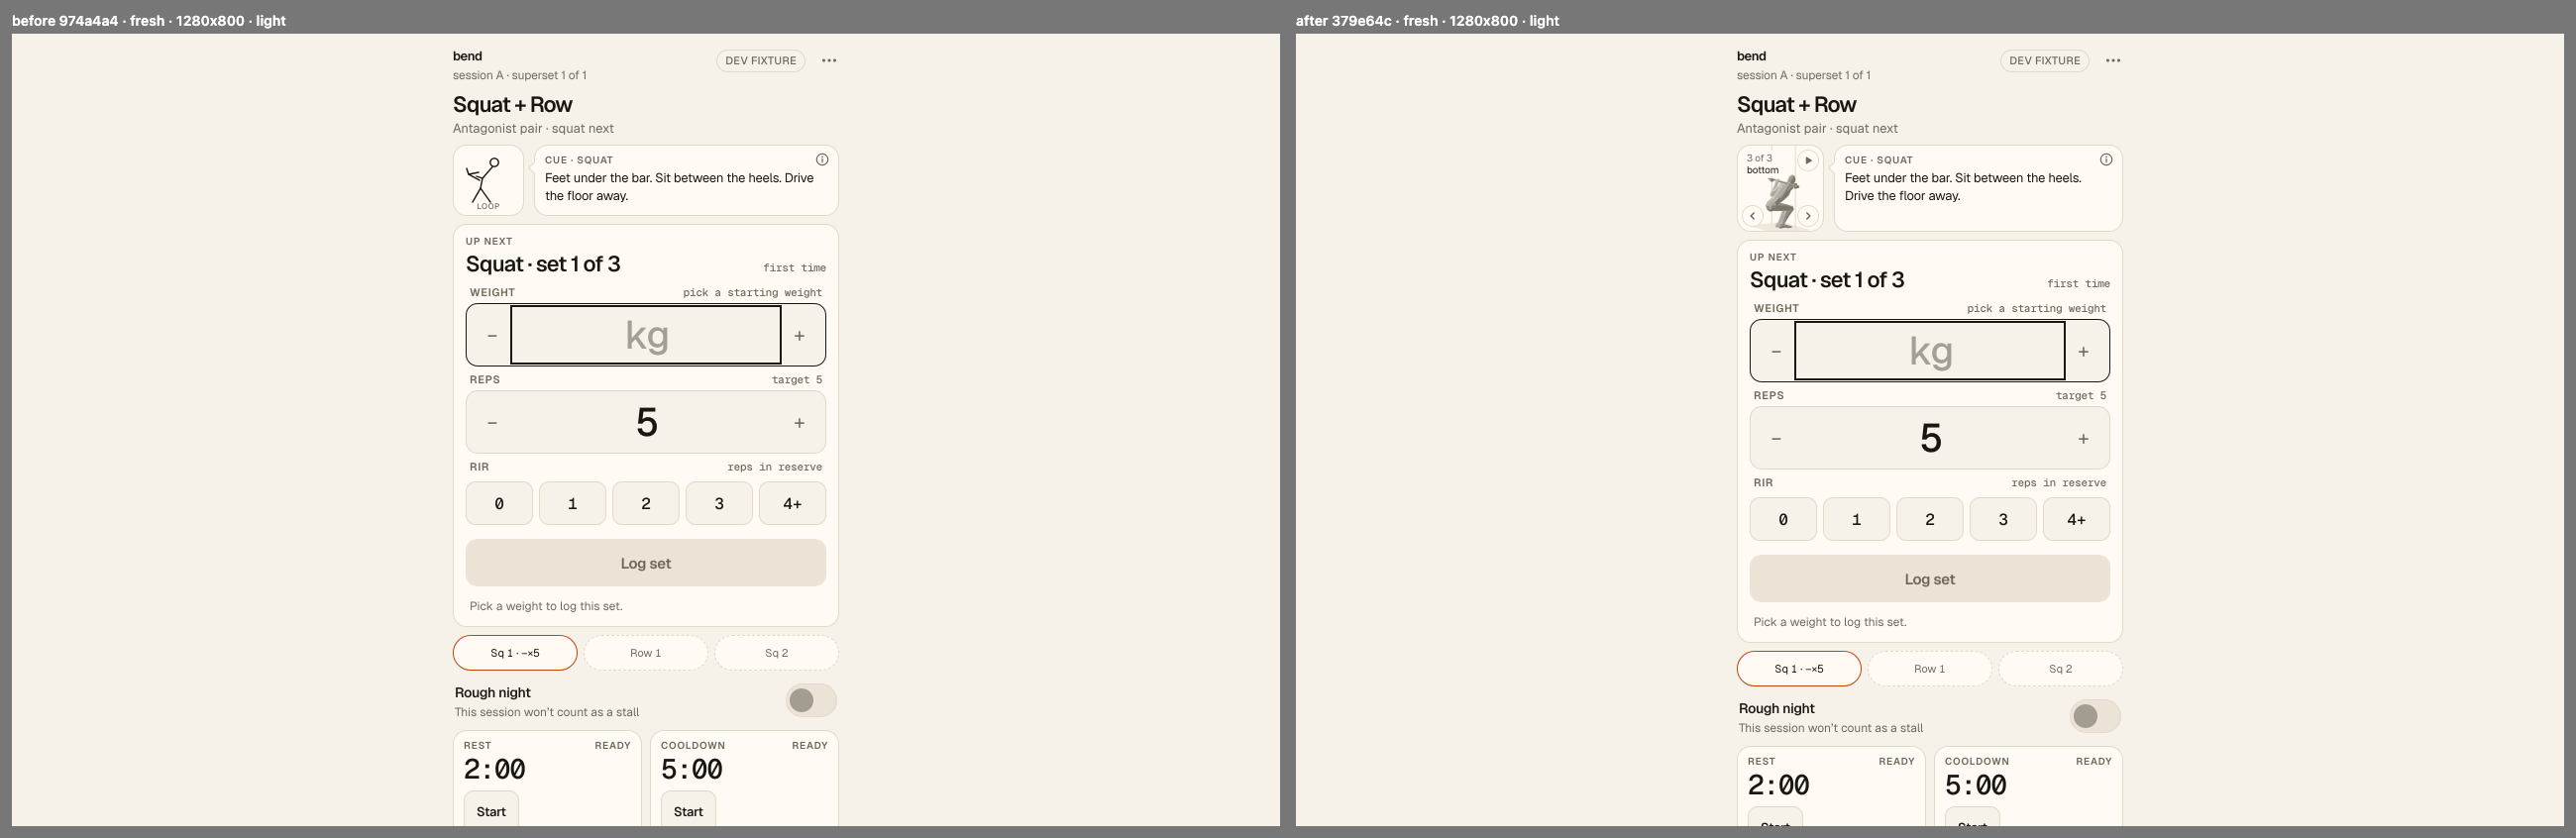 before 974a4a4 · fresh · 1280x800 · light
bend
DEV FIXTURE
session A · superset 1 of 1
Squat + Row
Antagonist pair · squat next
LOOP
CUE · SQUAT
Feet under the bar. Sit between the heels. Drive
the floor away.
UP NEXT
Squat · set 1 of 3
first time
WEIGHT
pick a starting weight
−
kg
+
REPS
target 5
−
5
+
RIR
reps in reserve
0
1
2
3
4+
Log set
Pick a weight to log this set.
Sq 1 · –×5
Row 1
Sq 2
Rough night
This session won't count as a stall
REST
READY
2:00
Start
COOLDOWN
READY
5:00
Start
after 379e64c · fresh · 1280x800 · light
bend
DEV FIXTURE
session A · superset 1 of 1
Squat + Row
Antagonist pair · squat next
3 of 3
bottom
CUE · SQUAT
Feet under the bar. Sit between the heels.
Drive the floor away.
UP NEXT
Squat · set 1 of 3
first time
WEIGHT
pick a starting weight
−
kg
+
REPS
target 5
−
5
+
RIR
reps in reserve
0
1
2
3
4+
Log set
Pick a weight to log this set.
Sq 1 · –×5
Row 1
Sq 2
Rough night
This session won't count as a stall
REST
READY
2:00
Start
COOLDOWN
READY
5:00
Start